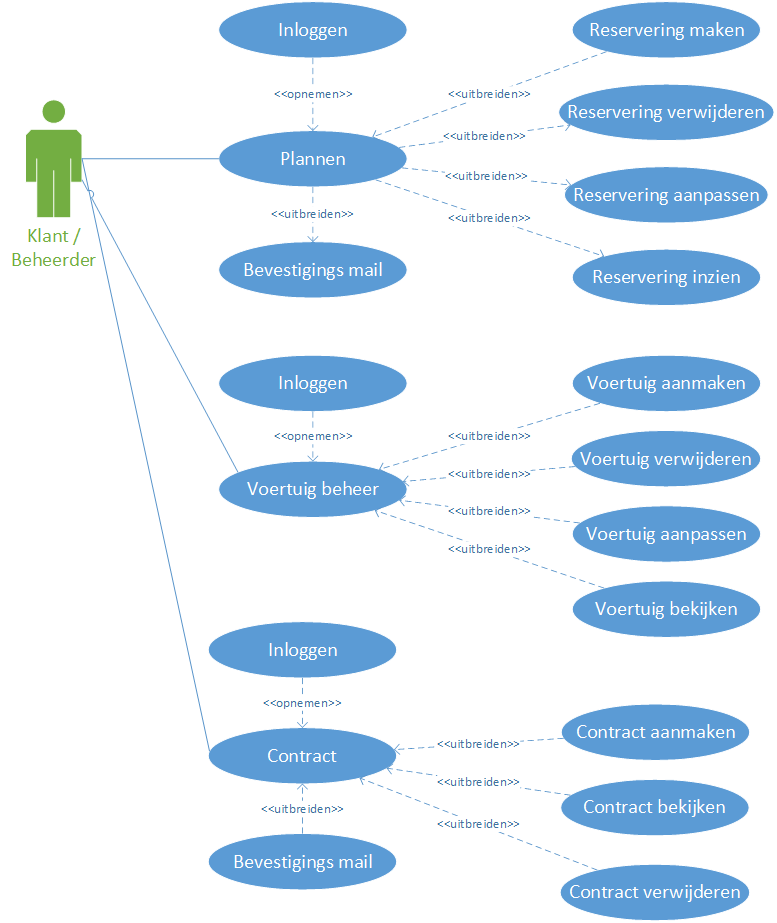 Inloggen
Reservering maken
<<opnemen>>
<<uitbreiden>>
Reservering verwijderen
<<uitbreiden>>
Plannen
<<uitbreiden>>
Reservering aanpassen
<<uitbreiden>>
<<uitbreiden>>
Klant /
Beheerder
Bevestigings mail
Reservering inzien
Inloggen
Voertuig aanmaken
<<opnemen>>
<<uitbreiden>>
Voertuig verwijderen
<<uitbreiden>>
Voertuig beheer
<<uitbreiden>>
Voertuig aanpassen
<<uitbreiden>>
Voertuig bekijken
Inloggen
<<opnemen>>
Contract aanmaken
<<uitbreiden>>
Contract
<<uitbreiden>>
Contract bekijken
<<uitbreiden>>
<<uitbreiden>>
Bevestigings mail
Contract verwijderen